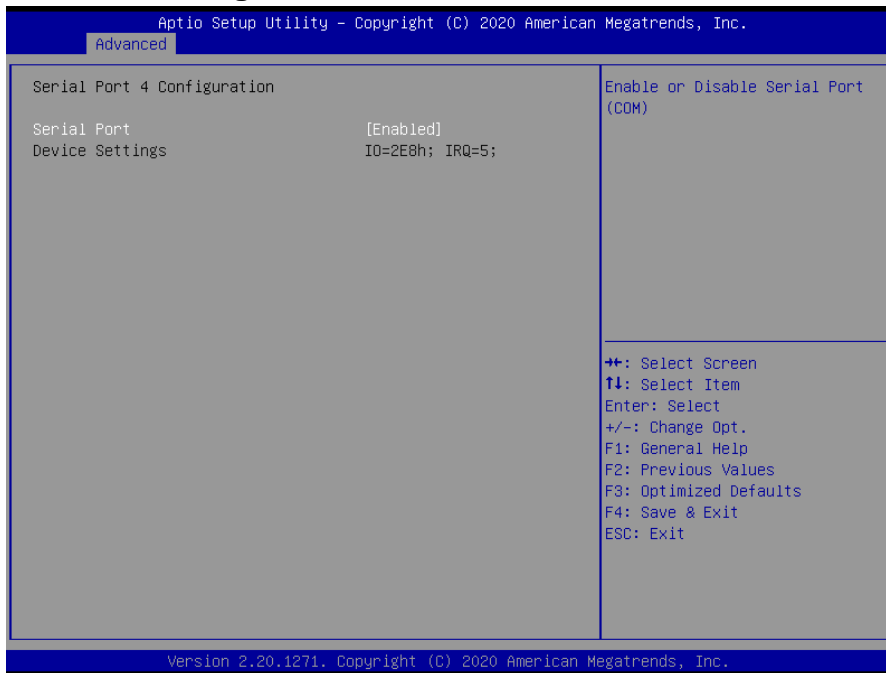 Aptio Setup Utility – Copyright (C) 2020 American Megatrends, Inc.
Advanced
Serial Port 4 Configuration
Serial Port [Enabled]
Device Settings IO=2E8h; IRQ=5;
Enable or Disable Serial Port
(COM)
→←: Select Screen
↑↓: Select Item
Enter: Select
+/-: Change Opt.
F1: General Help
F2: Previous Values
F3: Optimized Defaults
F4: Save & Exit
ESC: Exit
Version 2.20.1271. Copyright (C) 2020 American Megatrends, Inc.